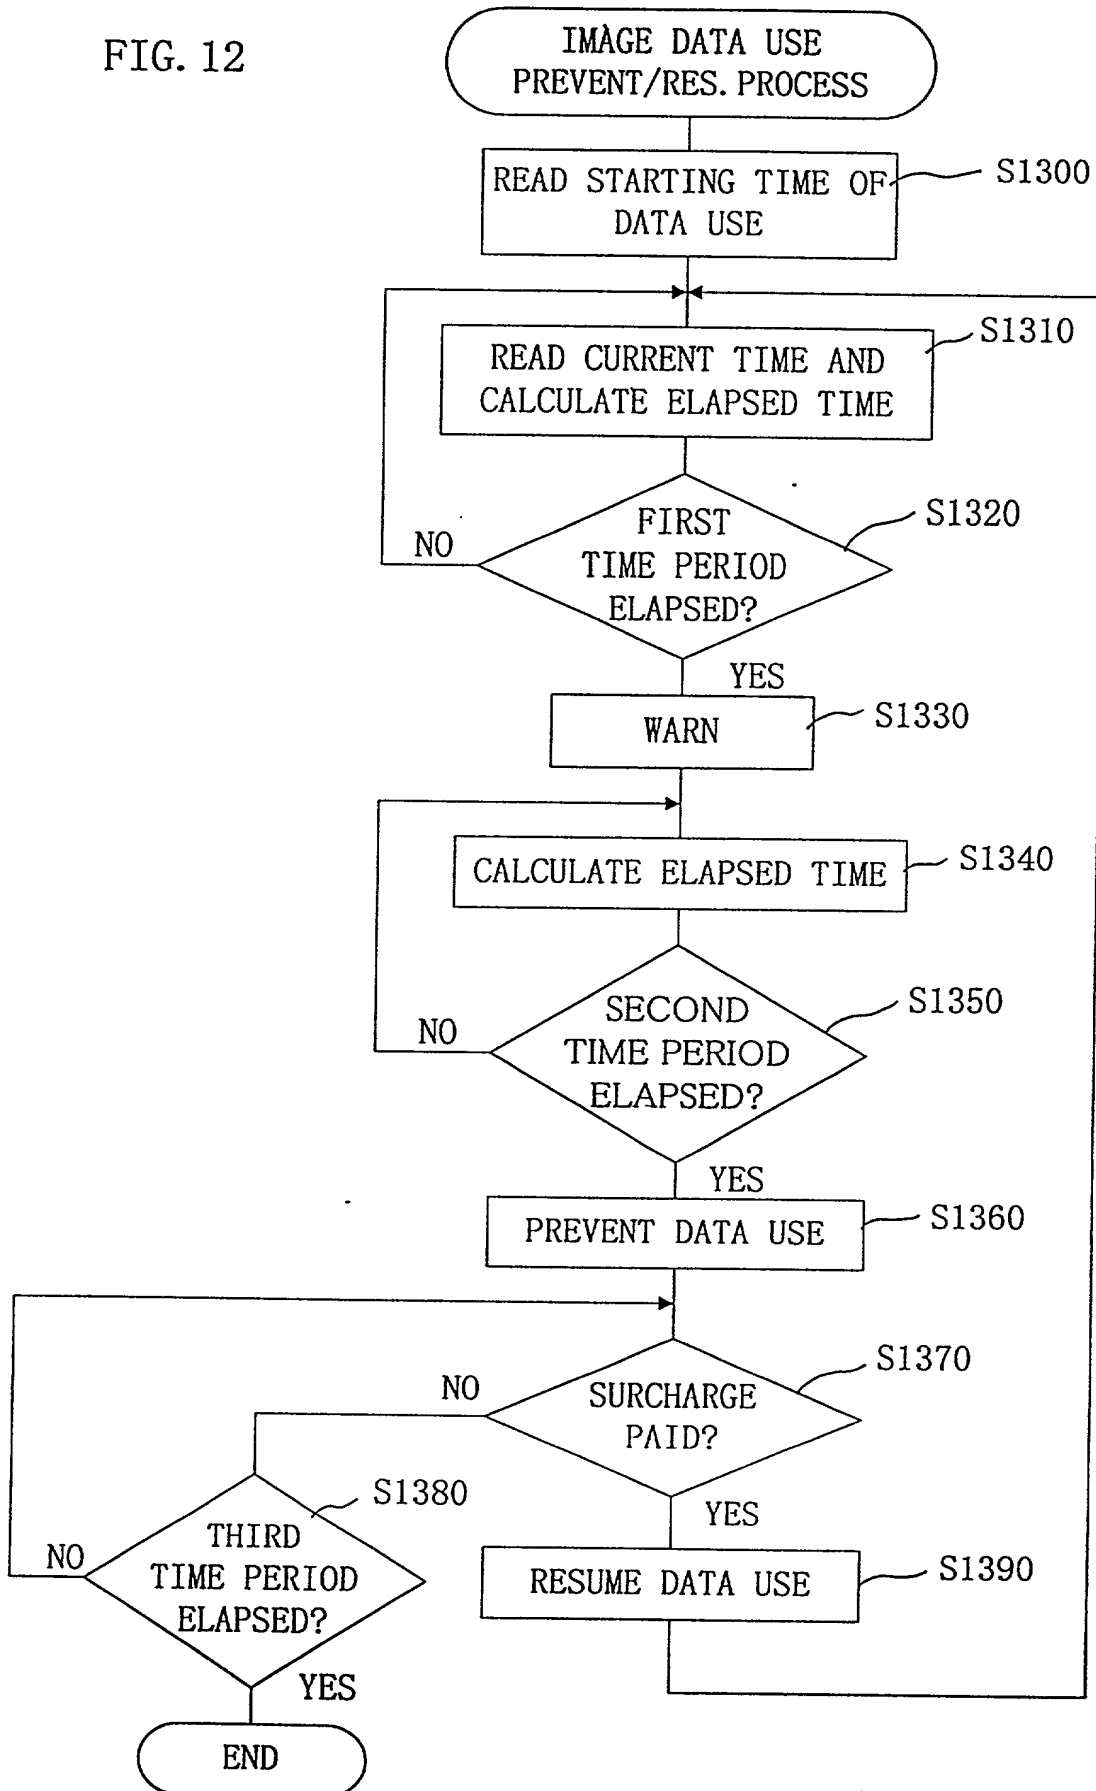 FIG. 12
IMAGE DATA USE
PREVENT/RES. PROCESS
READ STARTING TIME OF
DATA USE
S1300
READ CURRENT TIME AND
CALCULATE ELAPSED TIME
S1310
FIRST
TIME PERIOD
ELAPSED?
S1320
NO
YES
WARN
S1330
CALCULATE ELAPSED TIME
S1340
SECOND
TIME PERIOD
ELAPSED?
S1350
NO
YES
PREVENT DATA USE
S1360
SURCHARGE
PAID?
S1370
NO
YES
THIRD
TIME PERIOD
ELAPSED?
S1380
NO
YES
RESUME DATA USE
S1390
END